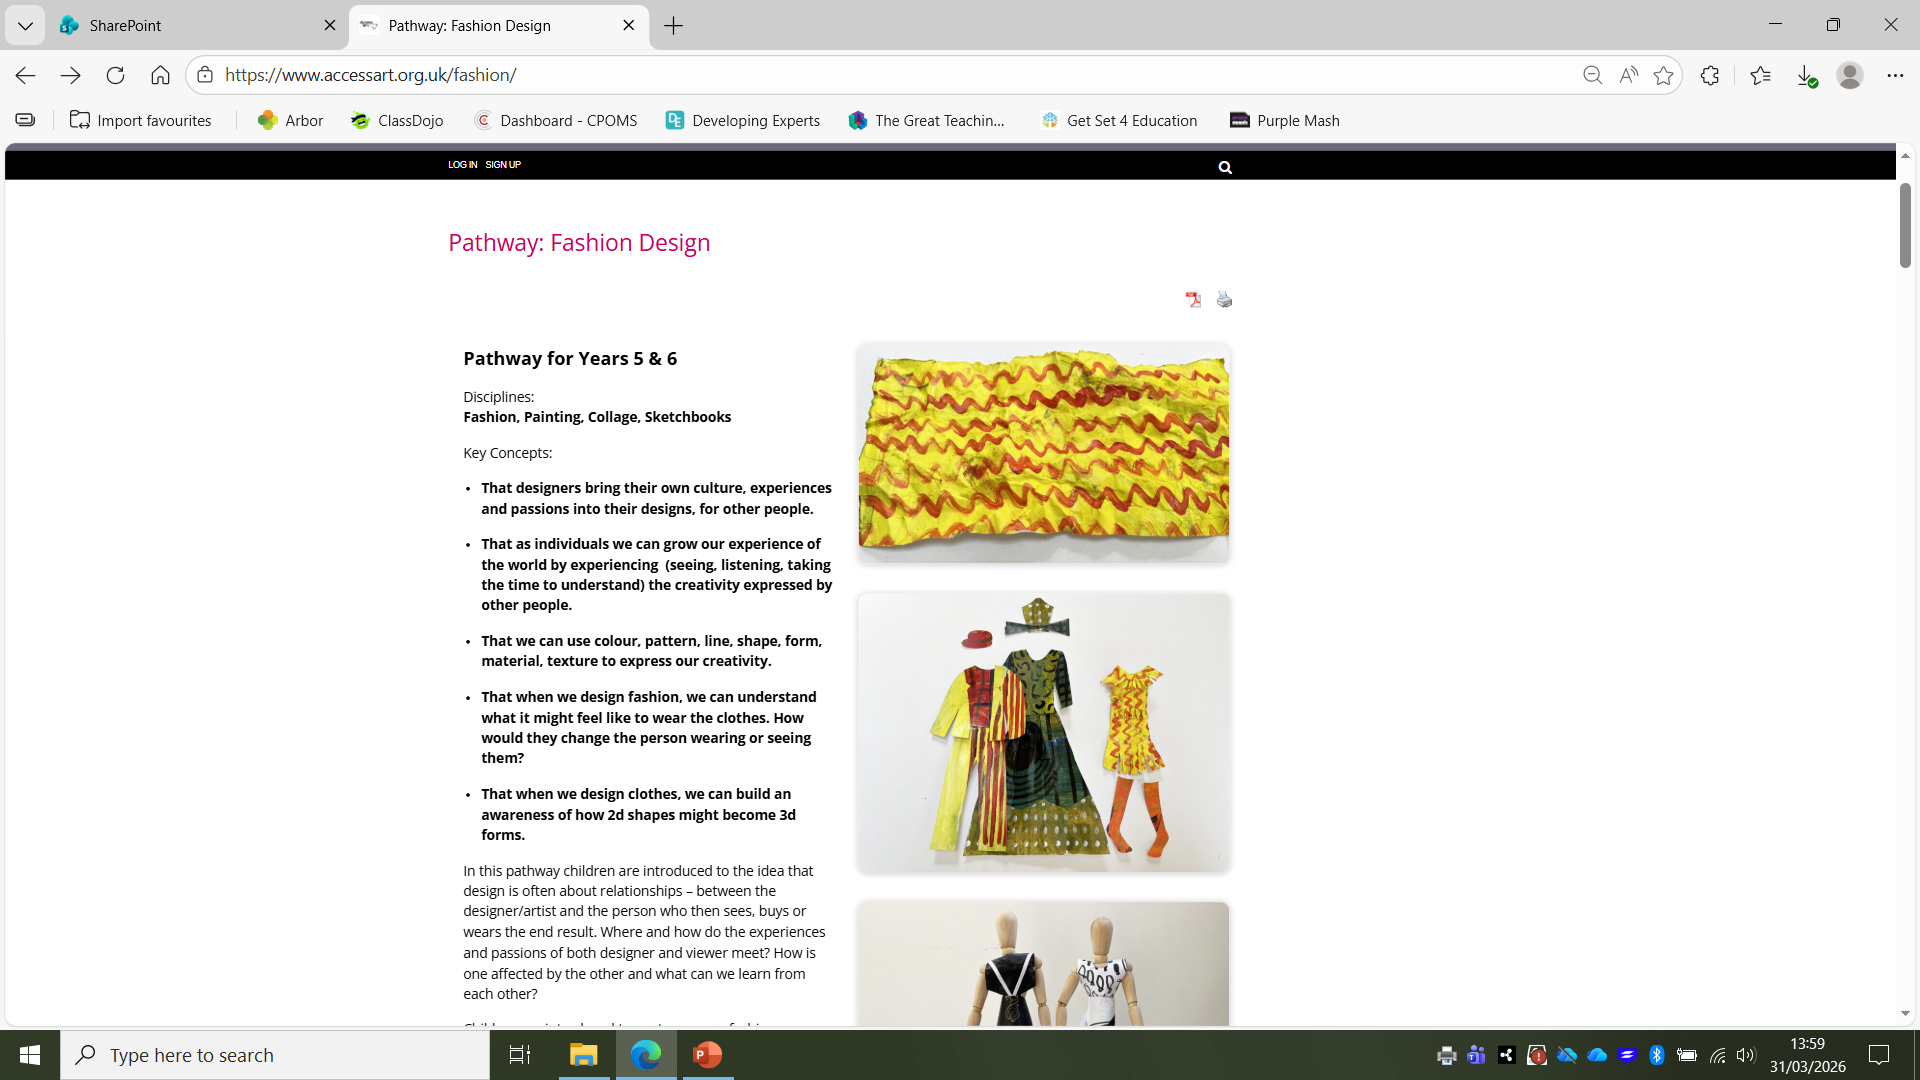 SharePoint
Pathway: Fashion Design
https://www.accessart.org.uk/fashion/
Import favourites
Arbor
ClassDojo
Dashboard - CPOMS
Developing Experts
The Great Teachin...
Get Set 4 Education
Purple Mash
LOG IN SIGN UP
Pathway: Fashion Design
Pathway for Years 5 & 6
Disciplines:
Fashion, Painting, Collage, Sketchbooks
Key Concepts:
• That designers bring their own culture, experiences
and passions into their designs, for other people.
• That as individuals we can grow our experience of
the world by experiencing (seeing, listening, taking
the time to understand) the creativity expressed by
other people.
• That we can use colour, pattern, line, shape, form,
material, texture to express our creativity.
• That when we design fashion, we can understand
what it might feel like to wear the clothes. How
would they change the person wearing or seeing
them?
• That when we design clothes, we can build an
awareness of how 2d shapes might become 3d
forms.
In this pathway children are introduced to the idea that
design is often about relationships – between the
designer/artist and the person who then sees, buys or
wears the end result. Where and how do the experiences
and passions of both designer and viewer meet? How is
one affected by the other and what can we learn from
each other?
Type here to search
13:59
31/03/2026